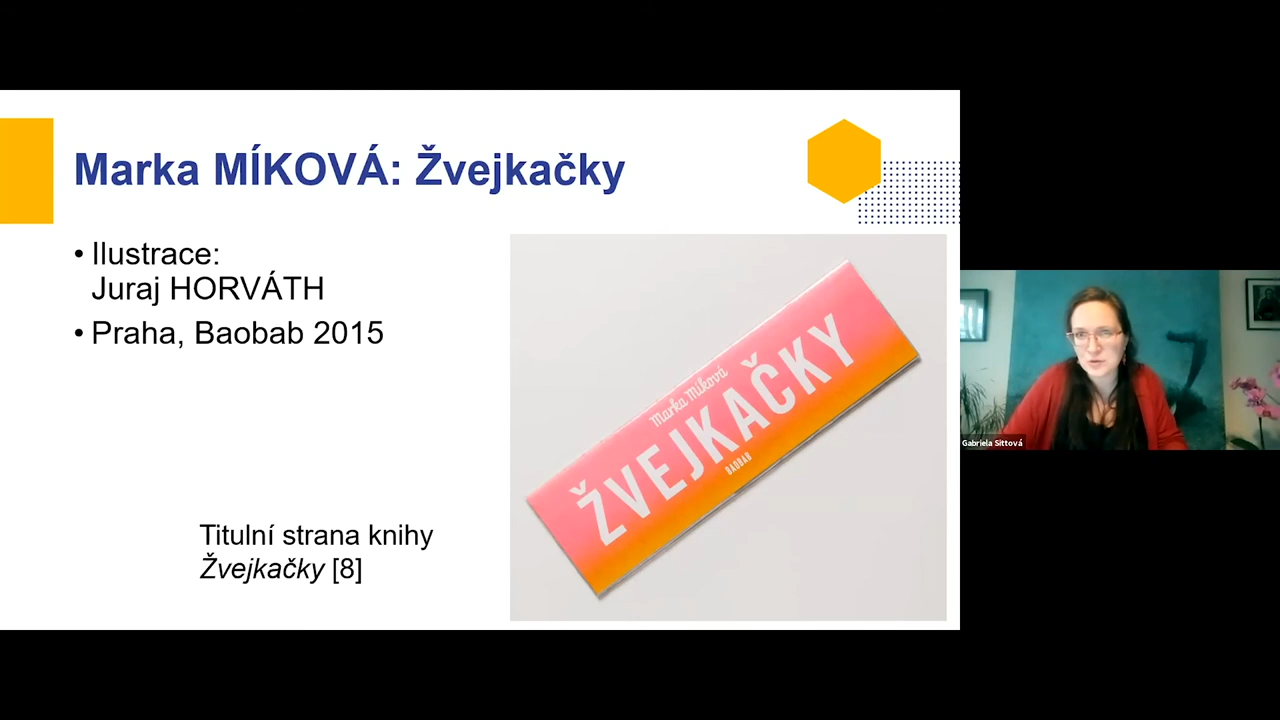 Marka MÍKOVÁ: Žvejkačky
• Ilustrace:
Juraj HORVÁTH
• Praha, Baobab 2015
Marka Míková
ŽVEJKAČKY
BAOBAB
Titulní strana knihy
Žvejkačky [8]
Gabriela Sittová